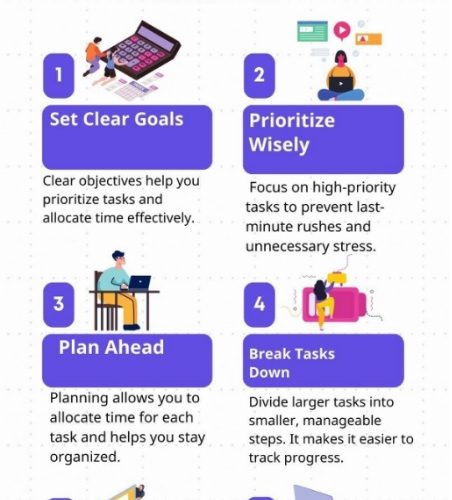 1
Set Clear Goals
Clear objectives help you
prioritize tasks and
allocate time effectively.
2
Prioritize
Wisely
Focus on high-priority
tasks to prevent last-
minute rushes and
unnecessary stress.
3
Plan Ahead
Planning allows you to
allocate time for each
task and helps you stay
organized.
4
Break Tasks
Down
Divide larger tasks into
smaller, manageable
steps. It makes it easier to
track progress.